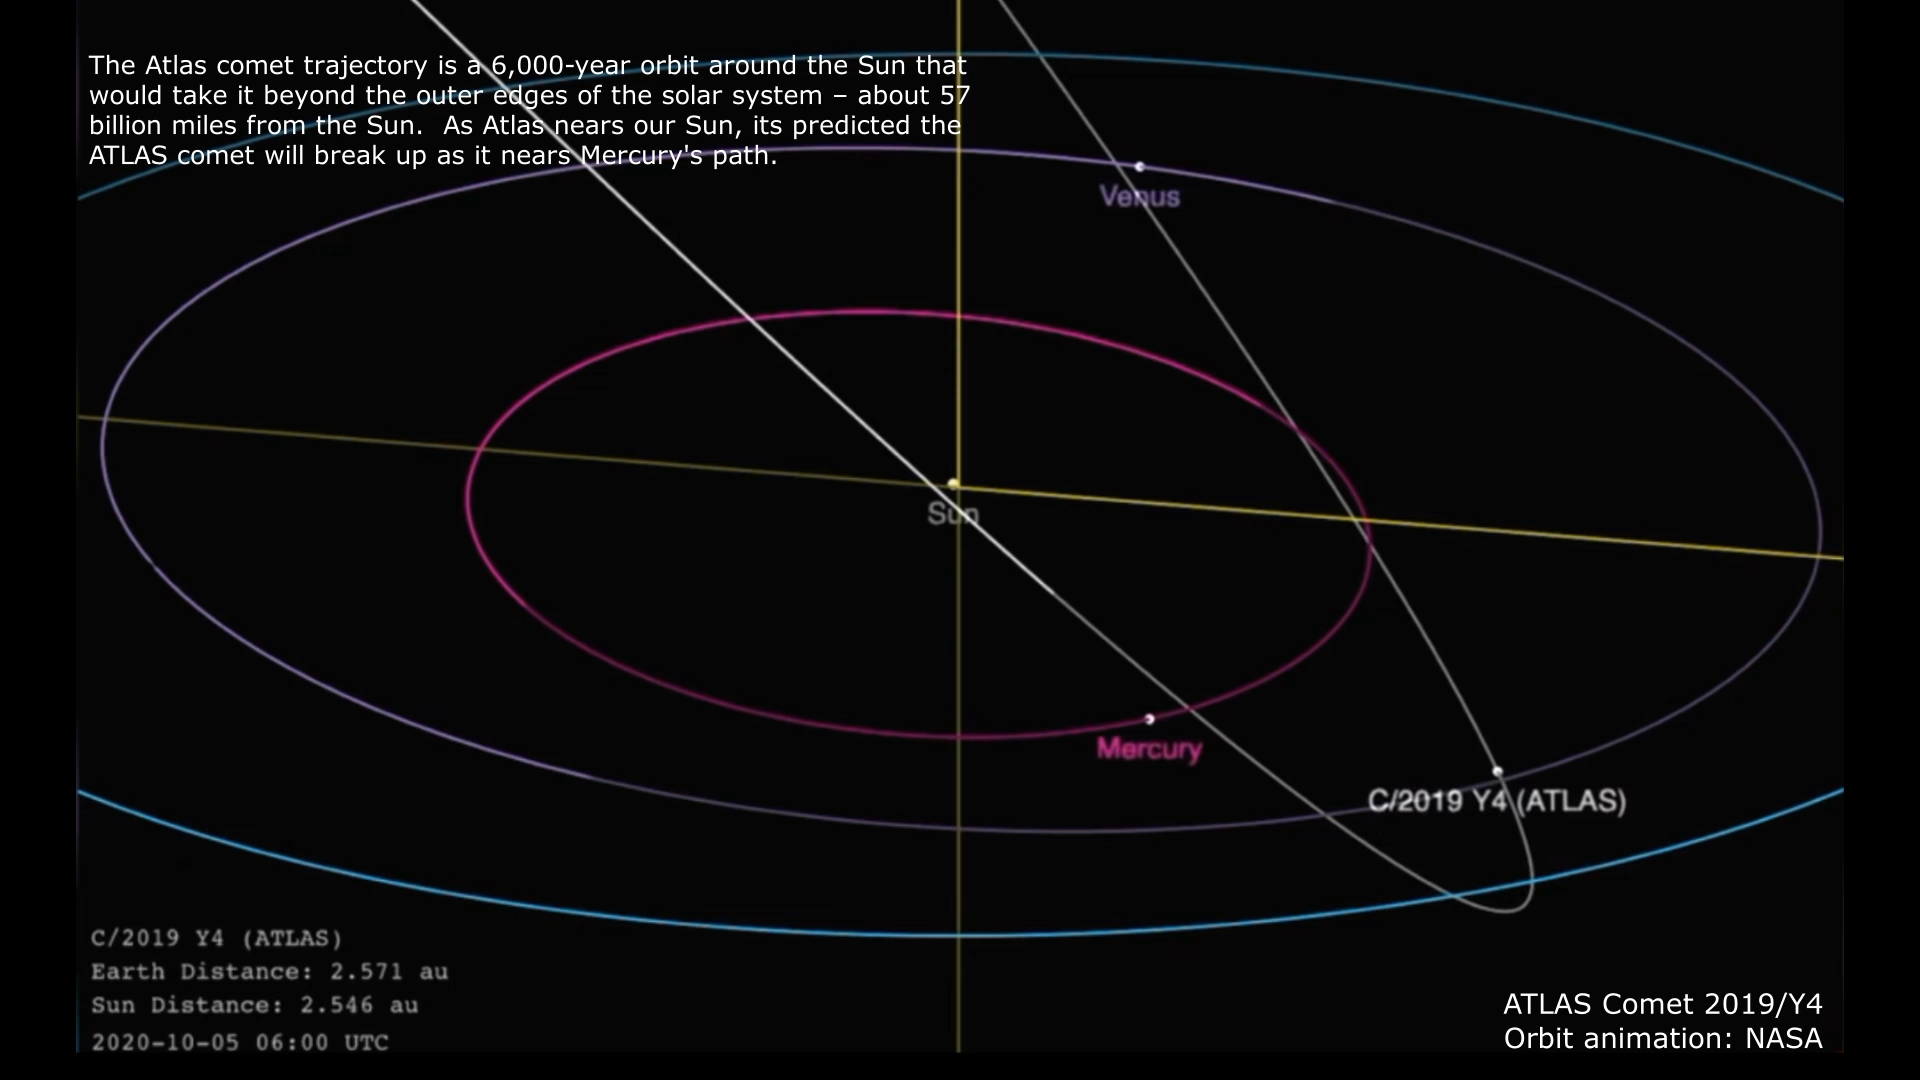 The Atlas comet trajectory is a 6,000-year orbit around the Sun that
would take it beyond the outer edges of the solar system – about 57
billion miles from the Sun.  As Atlas nears our Sun, its predicted the
ATLAS comet will break up as it nears Mercury's path.
Venus
Sun
Mercury
C/2019 Y4 (ATLAS)
C/2019 Y4 (ATLAS)
Earth Distance: 2.571 au
Sun Distance: 2.546 au
2020-10-05 06:00 UTC
ATLAS Comet 2019/Y4
Orbit animation: NASA